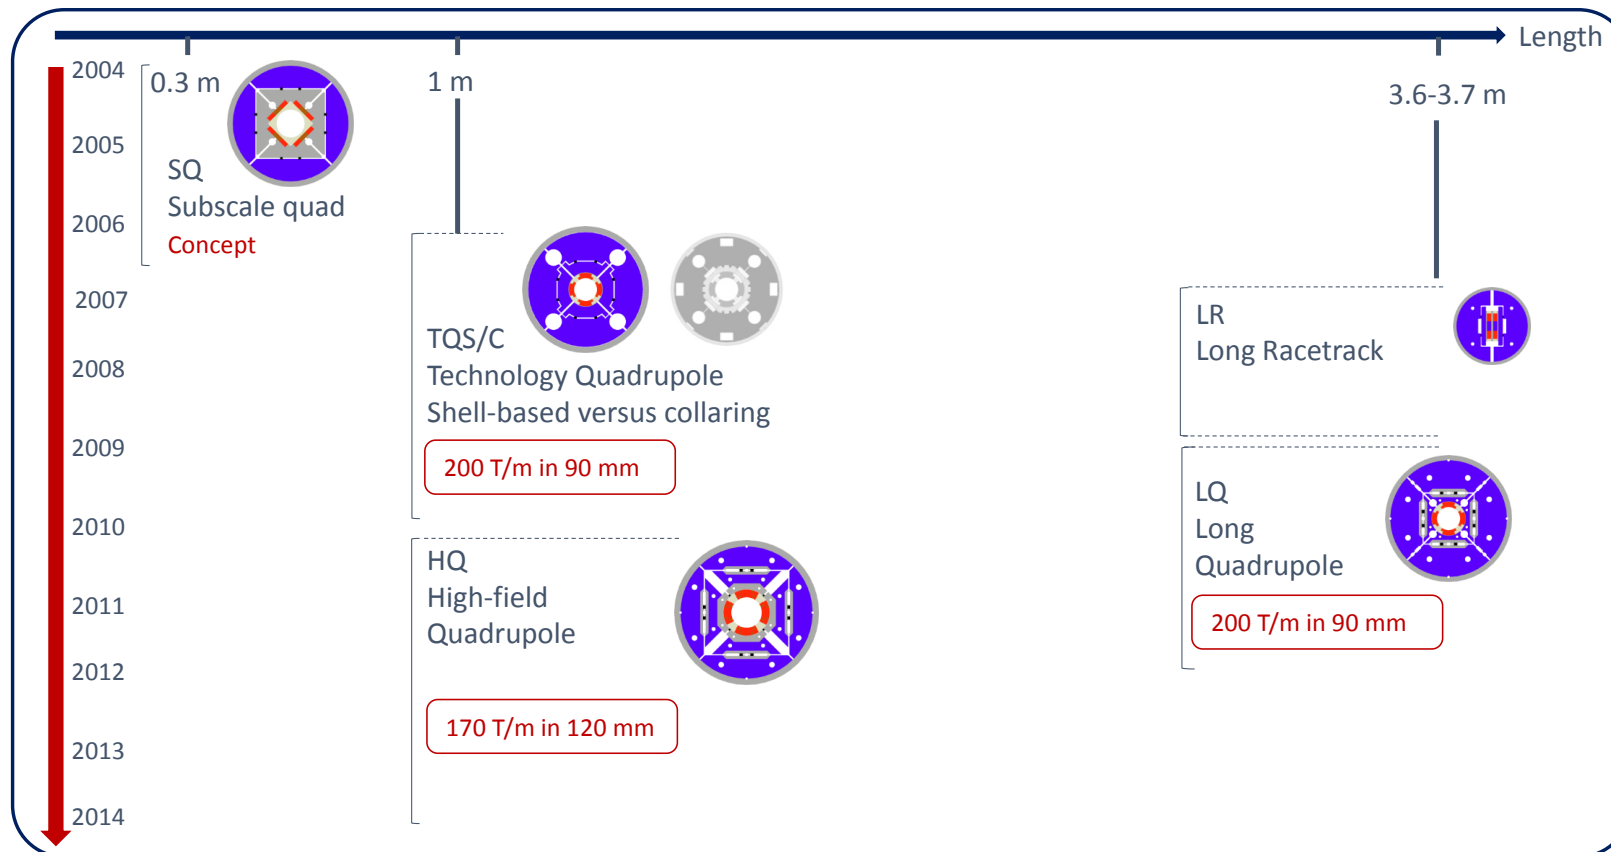 Length
0.3 m
1 m
3.6-3.7 m
2004
2005
2006
2007
2008
2009
2010
2011
2012
2013
2014
SQ
Subscale quad
Concept
TQS/C
Technology Quadrupole
Shell-based versus collaring
200 T/m in 90 mm
HQ
High-field
Quadrupole
170 T/m in 120 mm
LR
Long Racetrack
LQ
Long
Quadrupole
200 T/m in 90 mm